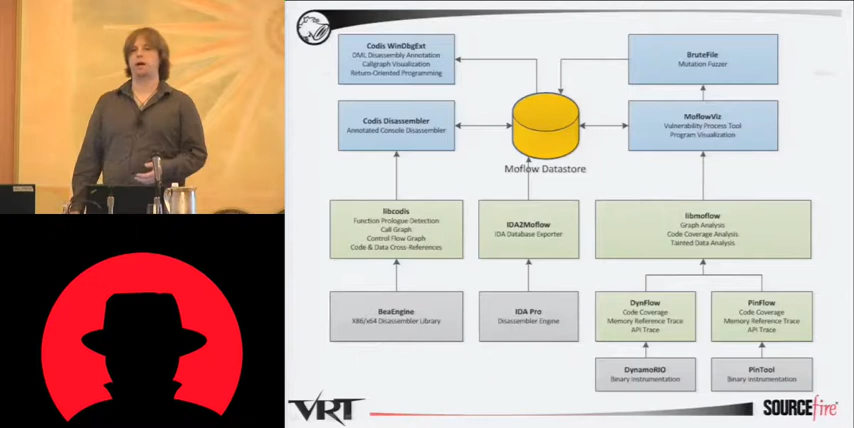 Codis WinDbgExt
DML Disassembly Annotation
Callgraph Visualization
Return-Oriented Programming
BruteFile
Mutation Fuzzer
Codis Disassembler
Annotated Console Disassembler
MoflowViz
Vulnerability Process Tool
Program Visualization
Moflow Datastore
libcodis
Function Prologue Detection
Call Graph
Control Flow Graph
Code & Data Cross-References
IDA2Moflow
IDA Database Exporter
libmoflow
Graph Analysis
Code Coverage Analysis
Tainted Data Analysis
BeaEngine
X86/x64 Disassembler Library
IDA Pro
Disassembler Engine
DynFlow
Code Coverage
Memory Reference Trace
API Trace
PinFlow
Code Coverage
Memory Reference Trace
API Trace
DynamoRIO
Binary Instrumentation
PinTool
Binary Instrumentation
VRT
SOURCEfire